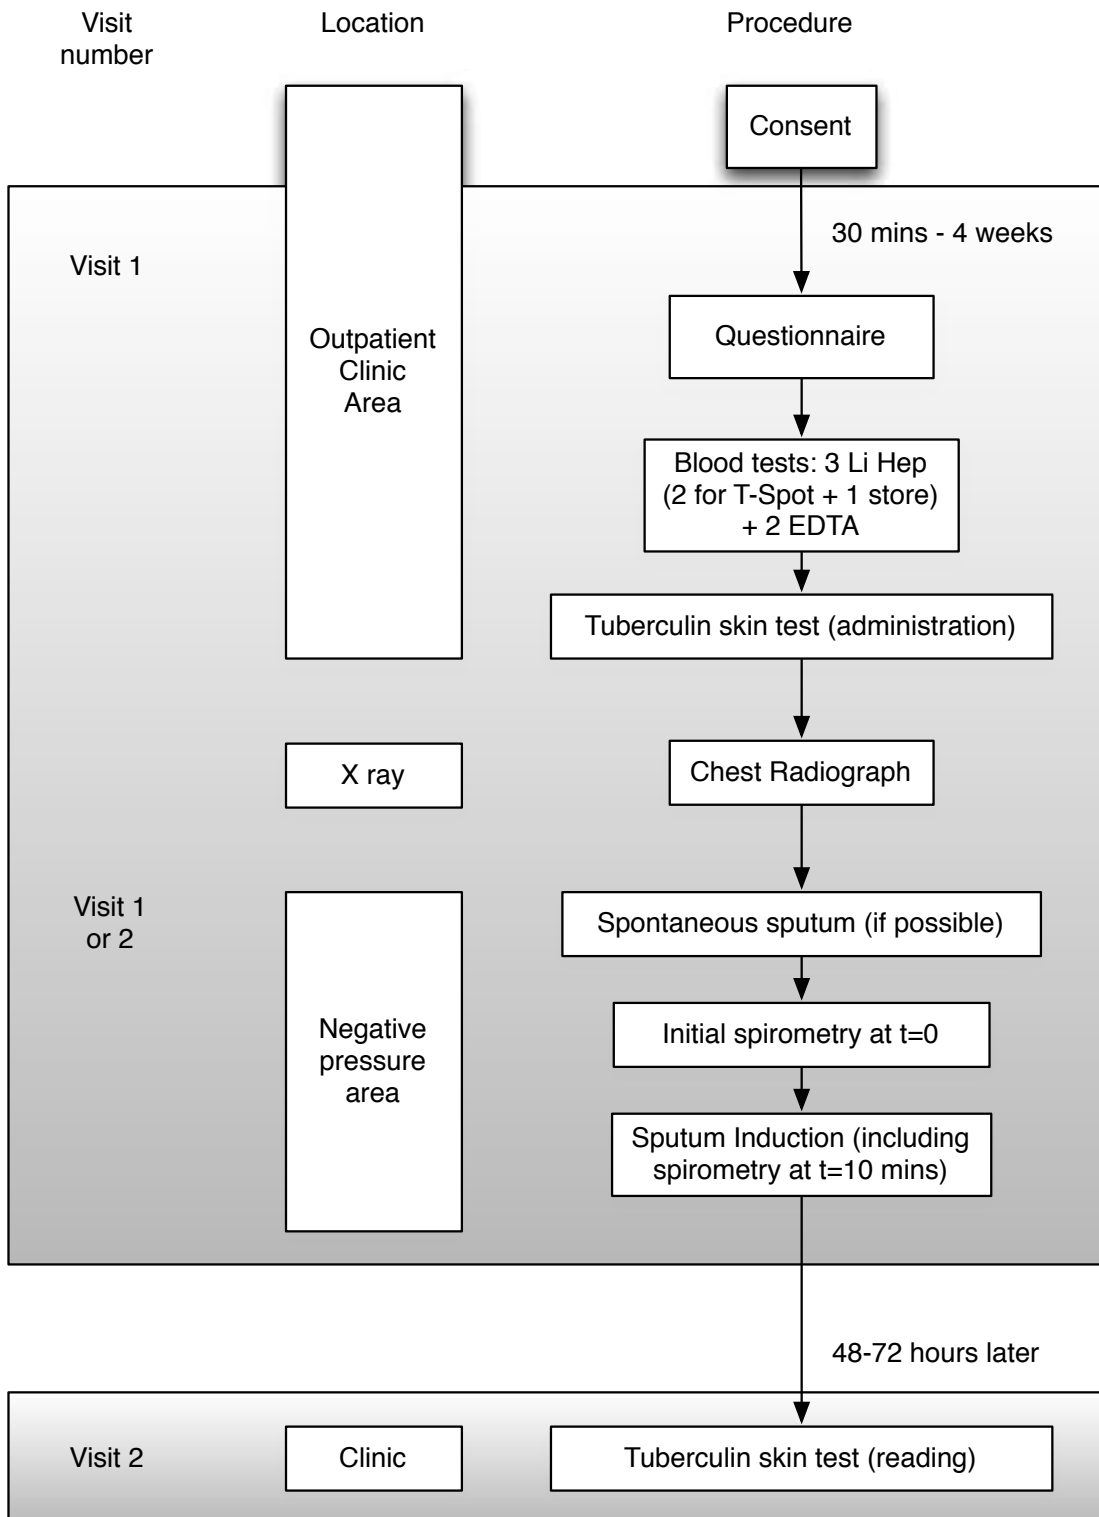 Visit
number
Location
Procedure
Consent
30 mins - 4 weeks
Visit 1
Questionnaire
Outpatient
Clinic
Area
Blood tests: 3 Li Hep
(2 for T-Spot + 1 store)
+ 2 EDTA
Tuberculin skin test (administration)
X ray
Chest Radiograph
Visit 1
or 2
Spontaneous sputum (if possible)
Negative
pressure
area
Initial spirometry at t=0
Sputum Induction (including
spirometry at t=10 mins)
48-72 hours later
Visit 2
Clinic
Tuberculin skin test (reading)